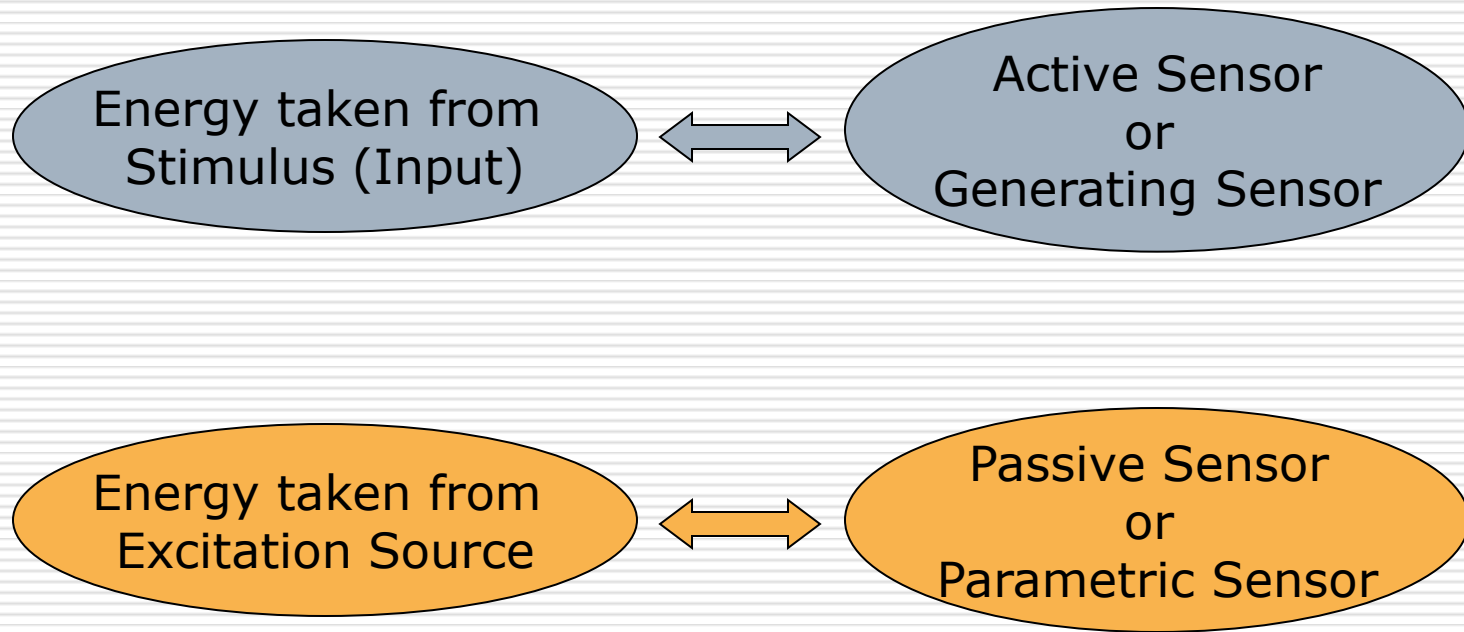 Energy taken from
Stimulus (Input)
Active Sensor
or
Generating Sensor
Energy taken from
Excitation Source
Passive Sensor
or
Parametric Sensor